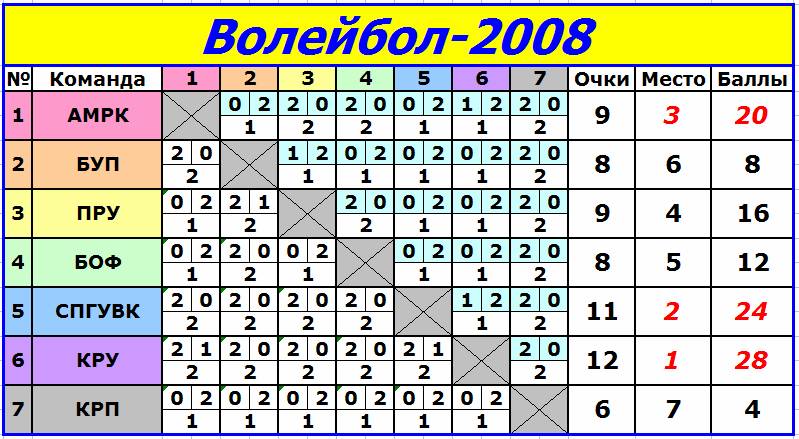 Волейбол-2008
№ Команда 1 2 3 4 5 6 7 Очки Место Баллы
1 АМРК 0 2 2 0 2 0 0 2 1 2 2 0 9 3 20
1 2 2 1 1 2
2 БУП 2 0 1 2 0 2 0 2 0 2 2 0 8 6 8
2 1 1 1 1 2
3 ПРУ 0 2 2 1 2 0 0 2 0 2 2 0 9 4 16
1 2 2 1 1 2
4 БОФ 0 2 2 0 0 2 0 2 0 2 2 0 8 5 12
1 2 1 1 1 2
5 СПГУВК 2 0 2 0 2 0 2 0 1 2 2 0 11 2 24
2 2 2 2 1 2
6 КРУ 2 1 2 0 2 0 2 0 2 1 2 0 12 1 28
2 2 2 2 2 2
7 КРП 0 2 0 2 0 2 0 2 0 2 0 2 6 7 4
1 1 1 1 1 1